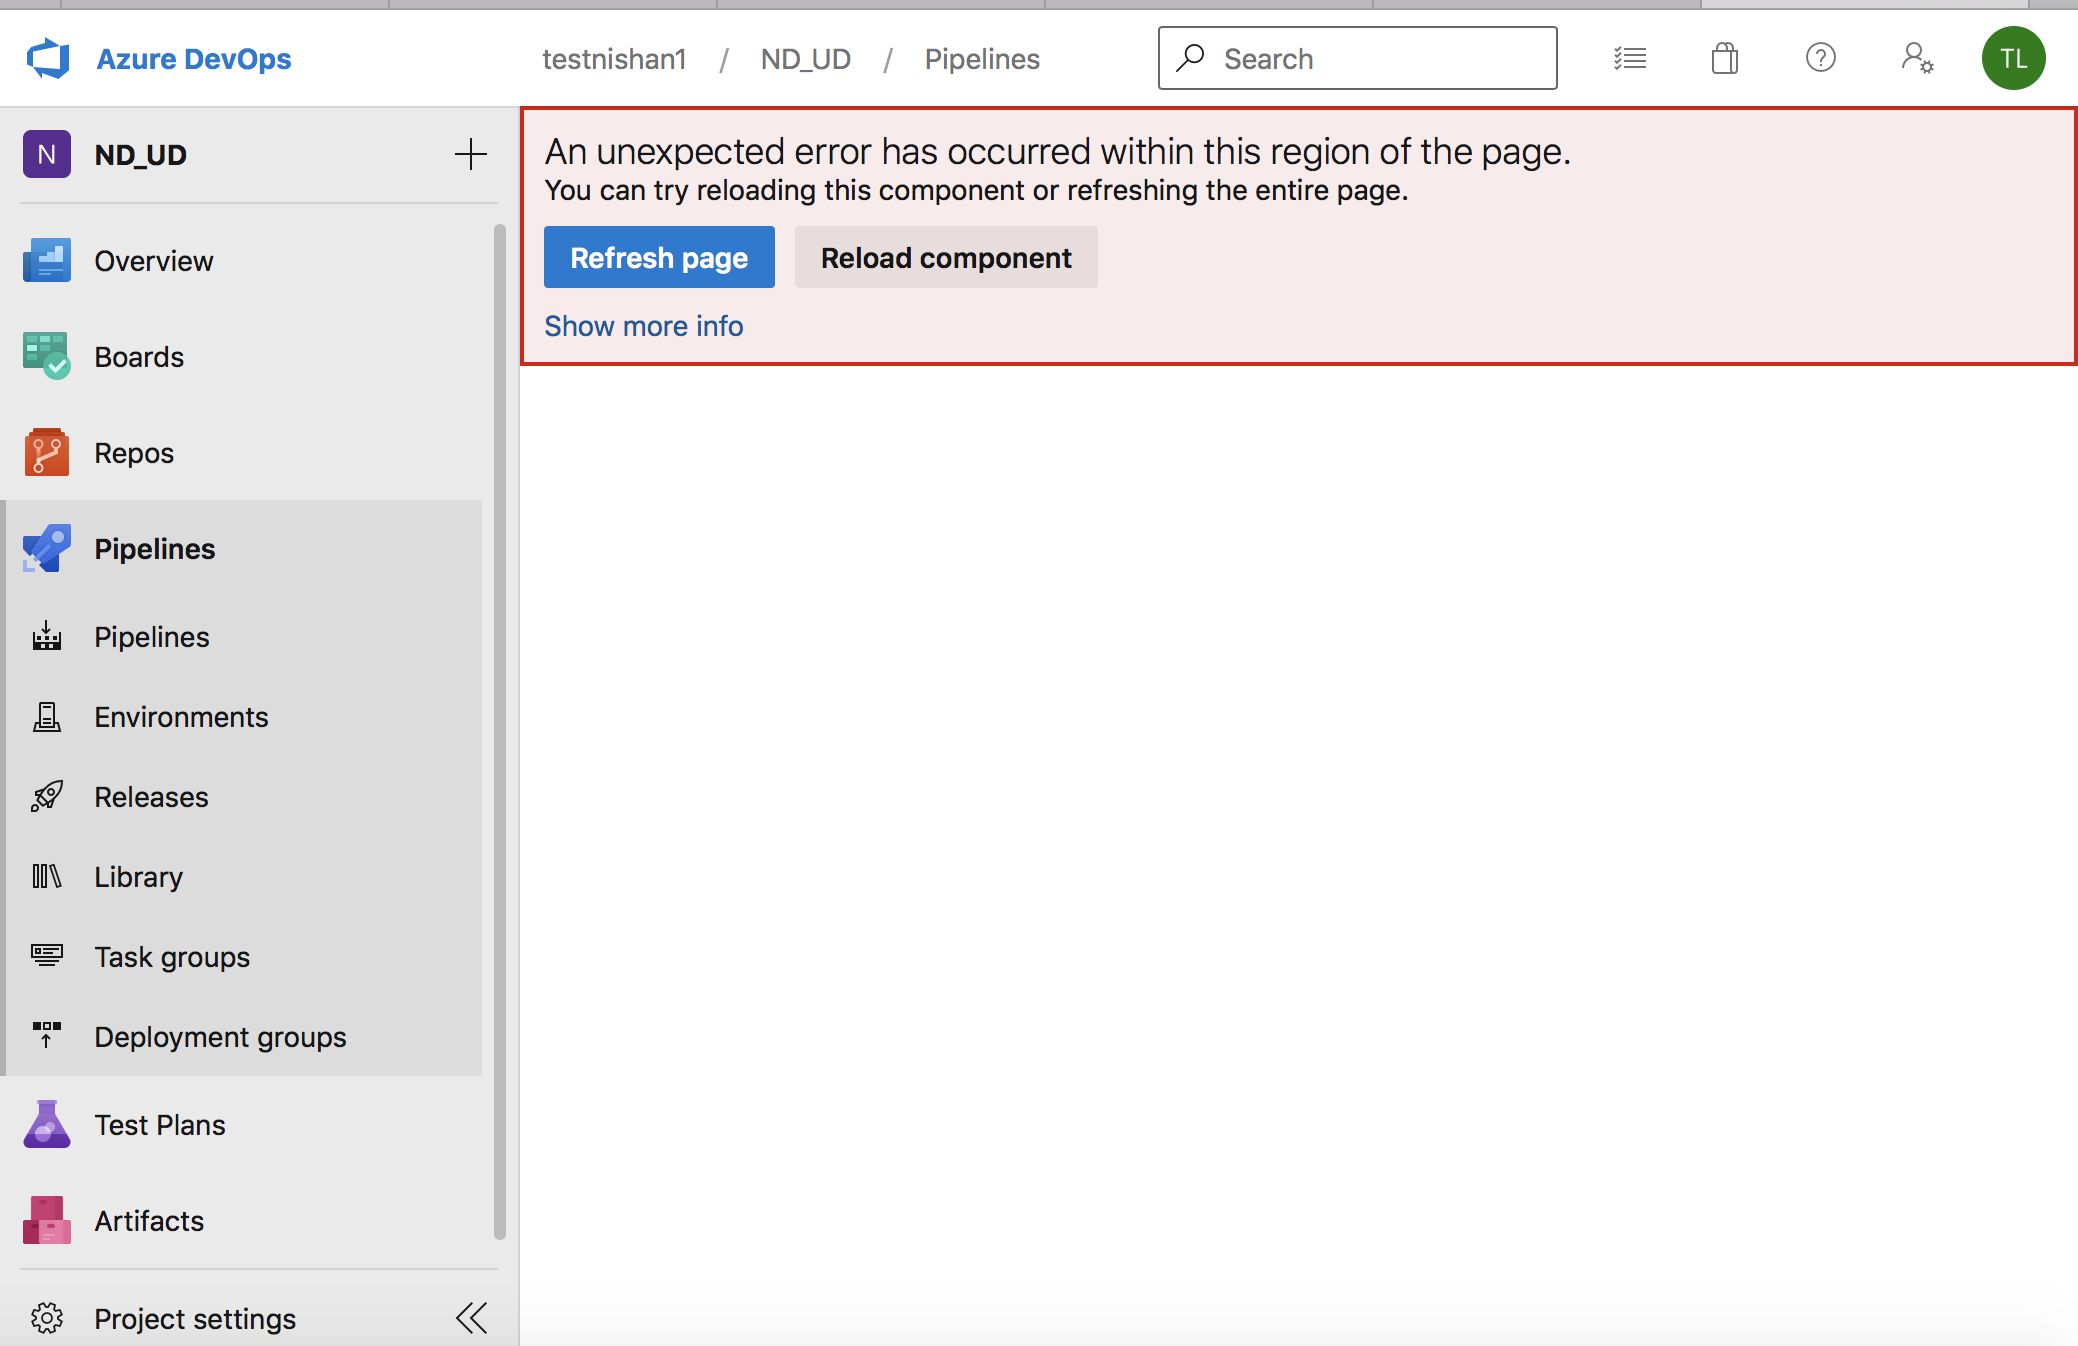 Azure DevOps
testnishan1 / ND_UD / Pipelines
Search
?
TL
N
ND_UD
An unexpected error has occurred within this region of the page.
You can try reloading this component or refreshing the entire page.
Refresh page
Reload component
Show more info
Overview
Boards
Repos
Pipelines
Pipelines
Environments
Releases
Library
Task groups
Deployment groups
Test Plans
Artifacts
Project settings